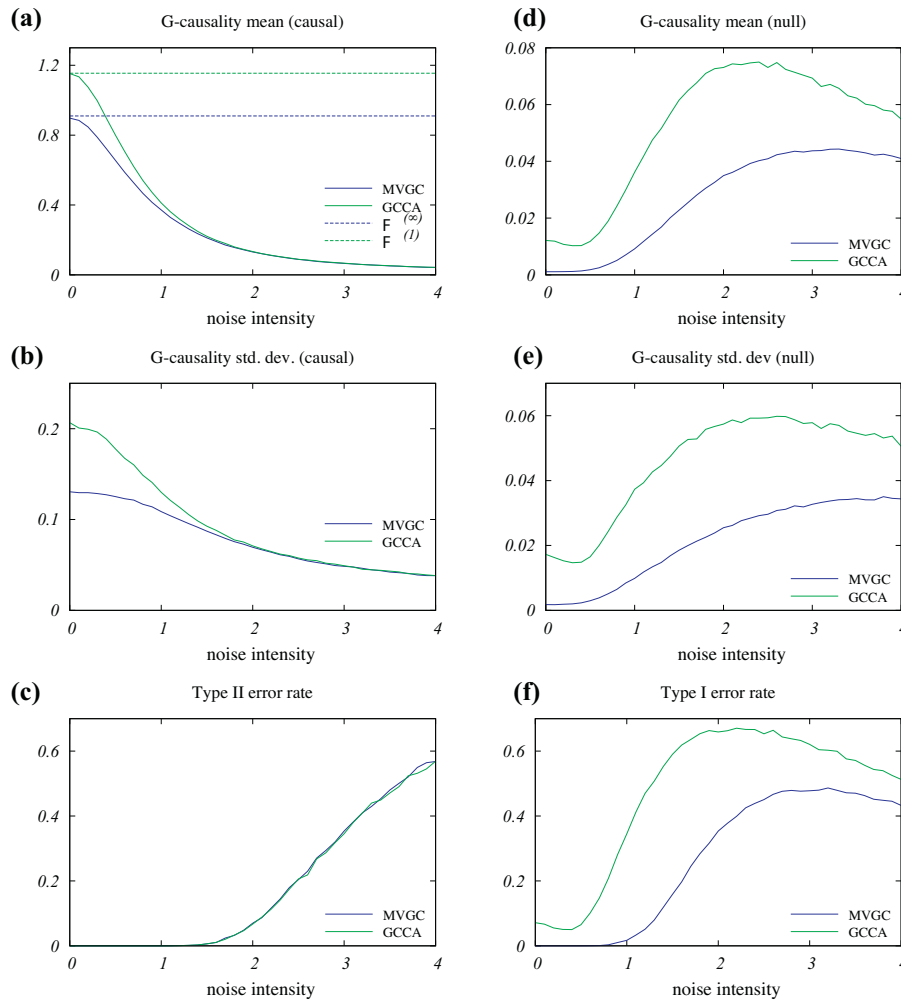 (a)
G-causality mean (causal)
1.2
0.8
0.4
0
MVGC
GCCA
F (∞)
F (1)
0 1 2 3 4
noise intensity
(b)
G-causality std. dev. (causal)
0.2
0.1
0
MVGC
GCCA
0 1 2 3 4
noise intensity
(c)
Type II error rate
0.6
0.4
0.2
0
MVGC
GCCA
0 1 2 3 4
noise intensity
(d)
G-causality mean (null)
0.08
0.06
0.04
0.02
0
MVGC
GCCA
0 1 2 3 4
noise intensity
(e)
G-causality std. dev (null)
0.06
0.04
0.02
0
MVGC
GCCA
0 1 2 3 4
noise intensity
(f)
Type I error rate
0.6
0.4
0.2
0
MVGC
GCCA
0 1 2 3 4
noise intensity